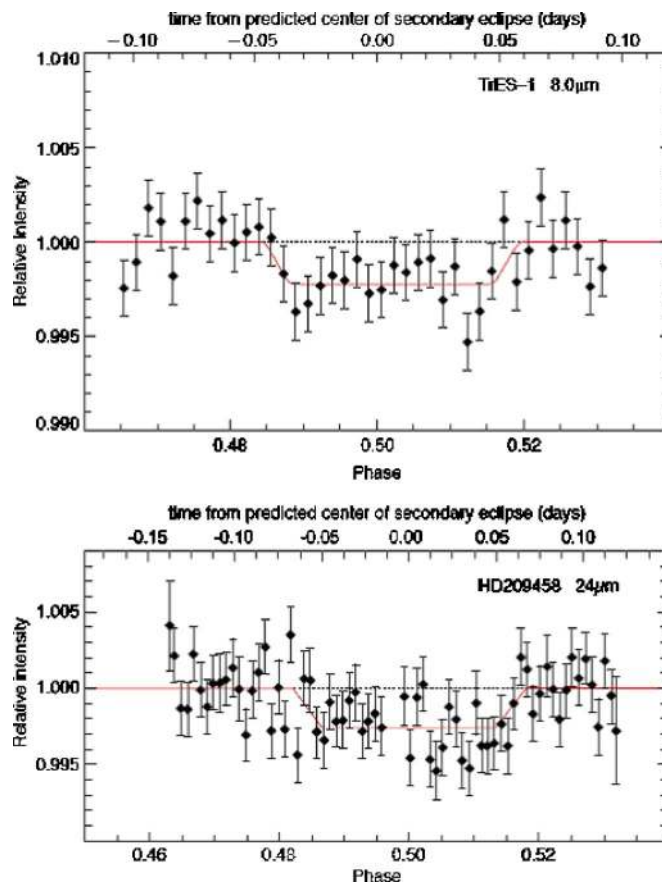 time from predicted center of secondary eclipse (days)
−0.10 −0.05 0.00 0.05 0.10
1.010
TrES–1 8.0μm
1.005
1.000
0.995
0.990
Relative intensity
0.48 0.50 0.52
Phase
time from predicted center of secondary eclipse (days)
-0.15 -0.10 -0.05 0.00 0.05 0.10
HD209458 24μm
1.005
1.000
0.995
Relative intensity
0.46 0.48 0.50 0.52
Phase